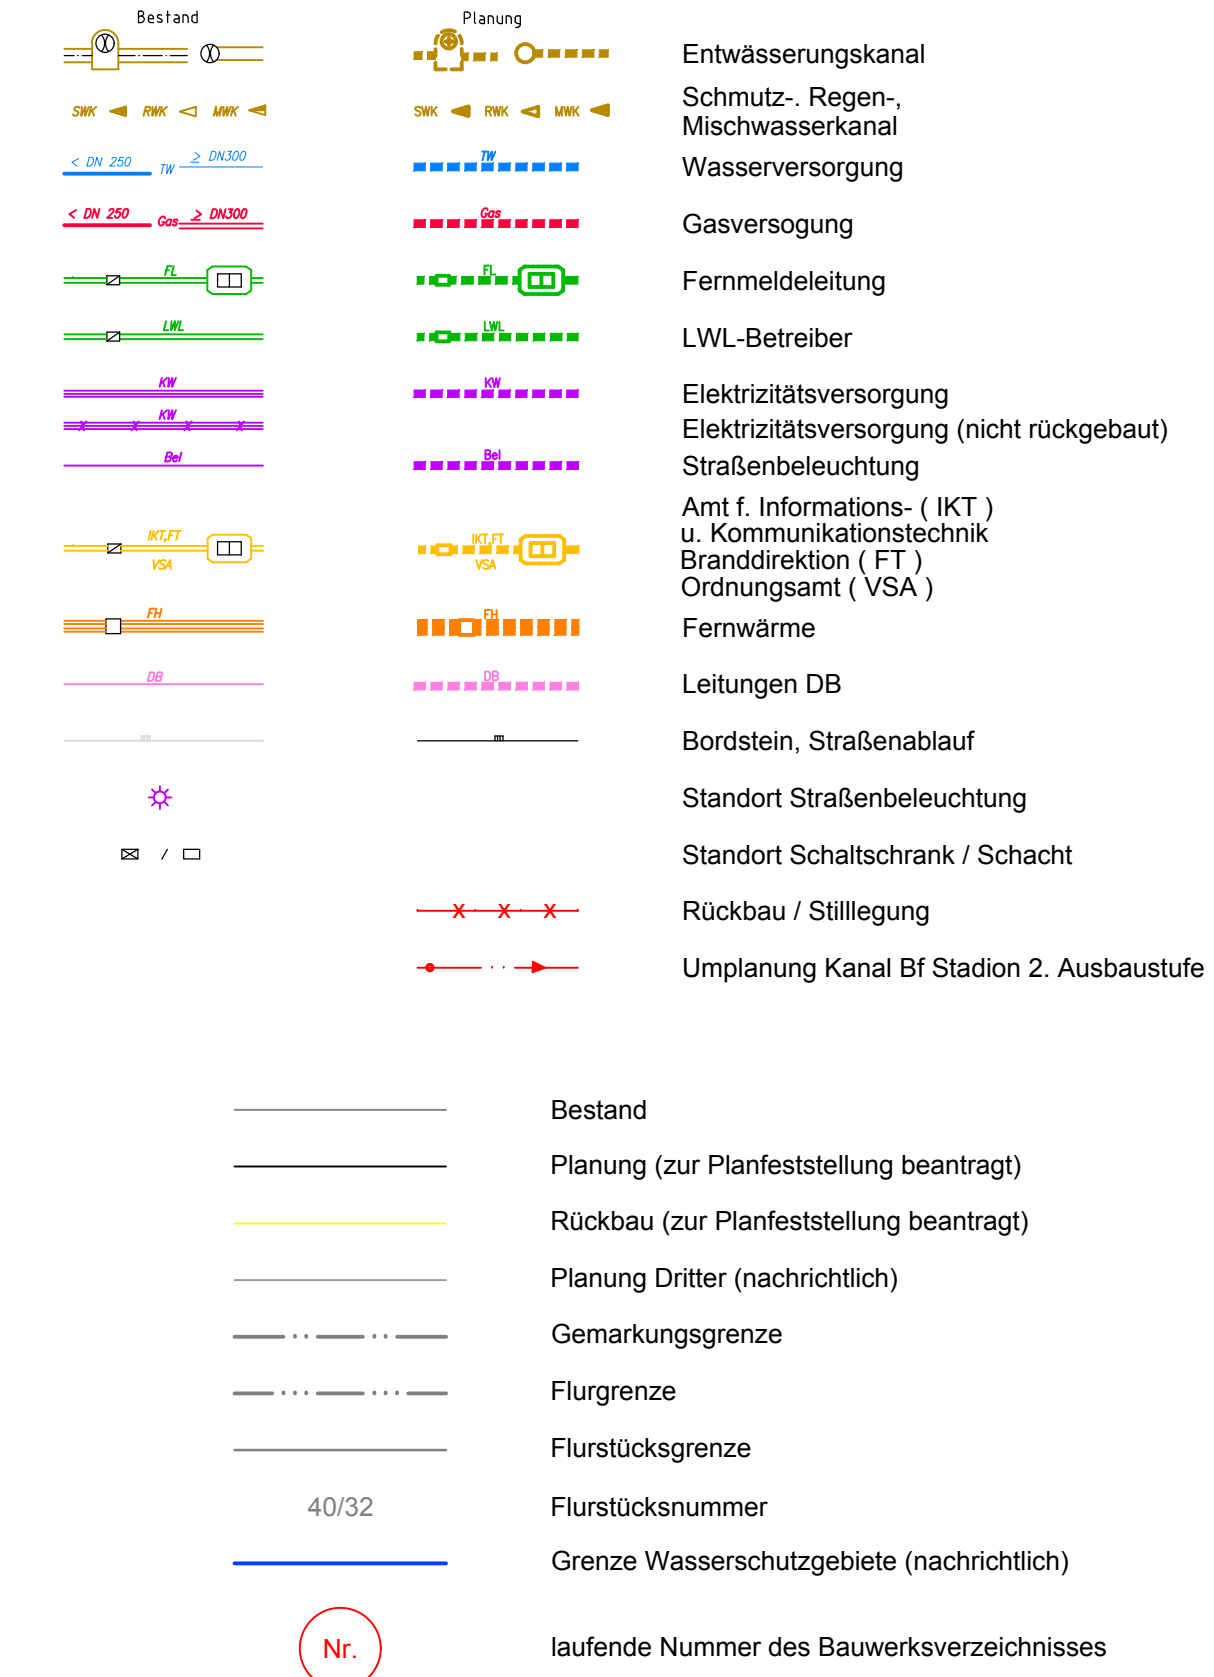 Bestand Planung
Entwässerungskanal
SWK RWK MWK SWK RWK MWK Schmutz-. Regen-,
Mischwasserkanal
< DN 250 TW ≥ DN300 TW Wasserversorgung
< DN 250 Gas ≥ DN300 Gas Gasversogung
FL FL Fernmeldeleitung
LWL LWL LWL-Betreiber
KW KW Elektrizitätsversorgung
KW Elektrizitätsversorgung (nicht rückgebaut)
Bel Bel Straßenbeleuchtung
Amt f. Informations- ( IKT )
IKT,FT IKT,FT u. Kommunikationstechnik
VSA VSA Branddirektion ( FT )
Ordnungsamt ( VSA )
FH FH Fernwärme
DB DB Leitungen DB
Bordstein, Straßenablauf
Standort Straßenbeleuchtung
/ Standort Schaltschrank / Schacht
Rückbau / Stilllegung
Umplanung Kanal Bf Stadion 2. Ausbaustufe
Bestand
Planung (zur Planfeststellung beantragt)
Rückbau (zur Planfeststellung beantragt)
Planung Dritter (nachrichtlich)
Gemarkungsgrenze
Flurgrenze
Flurstücksgrenze
40/32 Flurstücksnummer
Grenze Wasserschutzgebiete (nachrichtlich)
Nr. laufende Nummer des Bauwerksverzeichnisses